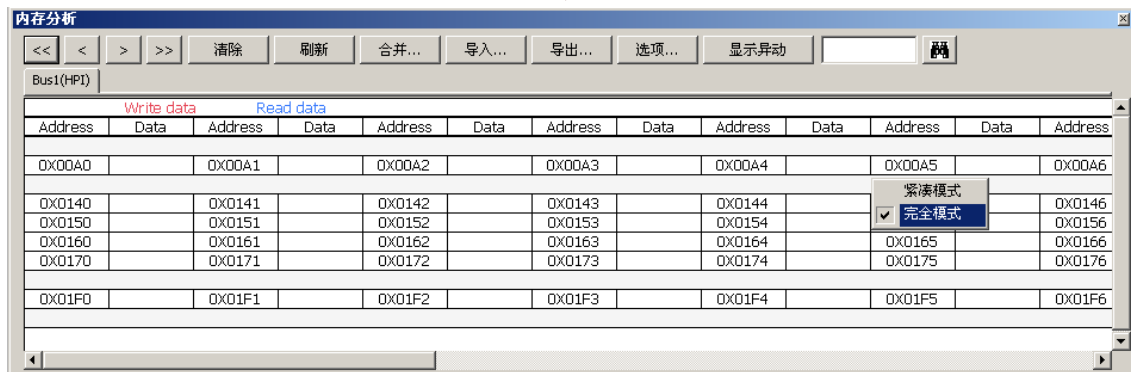 内存分析
<< < > >> 清除 刷新 合并... 导入... 导出... 选项... 显示异动
Bus1(HPI)
Write data Read data
Address Data Address Data Address Data Address Data Address Data Address Data Address
0X00A0 0X00A1 0X00A2 0X00A3 0X00A4 0X00A5 0X00A6
紧凑模式
0X0140 0X0141 0X0142 0X0143 0X0144 0X0146
完全模式
0X0150 0X0151 0X0152 0X0153 0X0154 0X0156
0X0160 0X0161 0X0162 0X0163 0X0164 0X0165 0X0166
0X0170 0X0171 0X0172 0X0173 0X0174 0X0175 0X0176
0X01F0 0X01F1 0X01F2 0X01F3 0X01F4 0X01F5 0X01F6